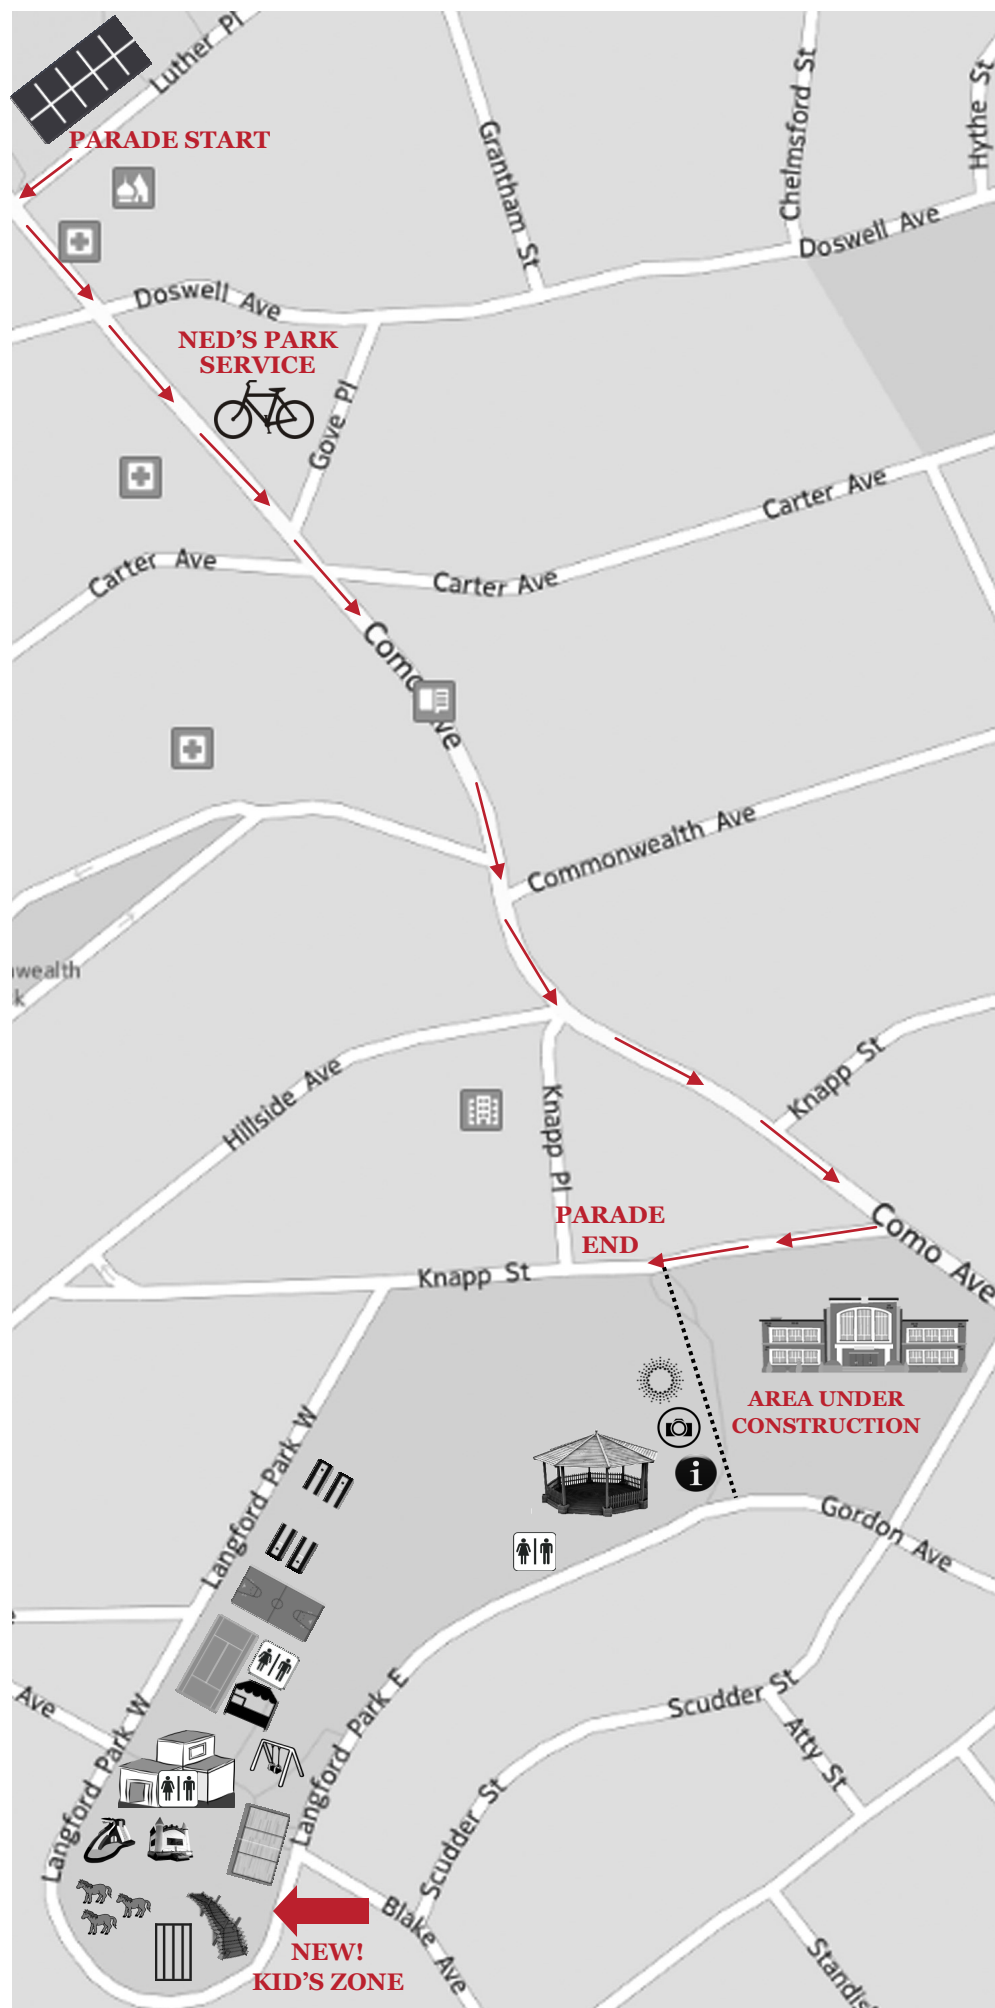 Luther Pl
PARADE START
Grantham St
Chelmsford St
Hythe St
Doswell Ave
Doswell Ave
NED'S PARK
SERVICE
Gove Pl
Carter Ave
Carter Ave
Carter Ave
Como Ave
Commonwealth Ave
wealth
k
Hillside Ave
Knapp Pl
Knapp St
PARADE
END
Como Ave
Knapp St
AREA UNDER
CONSTRUCTION
i
Langford Park W
Gordon Ave
Langford Park E
Scudder St
Ave
Langford Park W
Atty St
Scudder St
Blake Ave
NEW!
KID'S ZONE
Standis